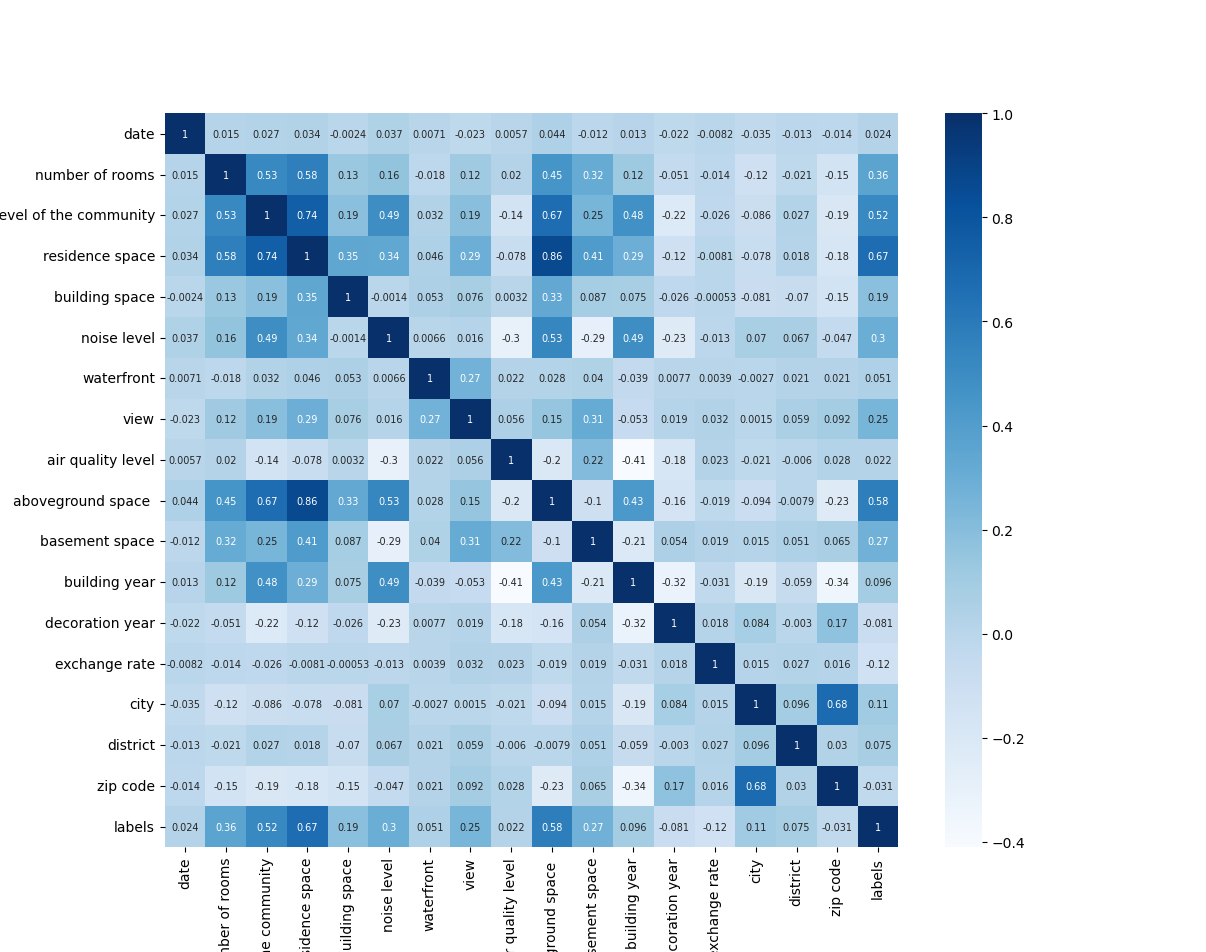 date 1 0.015 0.027 0.034 -0.0024 0.037 0.0071 -0.023 0.0057 0.044 -0.012 0.013 -0.022 -0.0082 -0.035 -0.013 -0.014 0.024 1.0
number of rooms 0.015 1 0.53 0.58 0.13 0.16 -0.018 0.12 0.02 0.45 0.32 0.12 -0.051 -0.014 -0.12 -0.021 -0.15 0.36
evel of the community 0.027 0.53 1 0.74 0.19 0.49 0.032 0.19 -0.14 0.67 0.25 0.48 -0.22 -0.026 -0.086 0.027 -0.19 0.52 0.8
residence space 0.034 0.58 0.74 1 0.35 0.34 0.046 0.29 -0.078 0.86 0.41 0.29 -0.12 -0.0081 -0.078 0.018 -0.18 0.67
building space -0.0024 0.13 0.19 0.35 1 -0.0014 0.053 0.076 0.0032 0.33 0.087 0.075 -0.026 -0.00053 -0.081 -0.07 -0.15 0.19
noise level 0.037 0.16 0.49 0.34 -0.0014 1 0.0066 0.016 -0.3 0.53 -0.29 0.49 -0.23 -0.013 0.07 0.067 -0.047 0.3 0.6
waterfront 0.0071 -0.018 0.032 0.046 0.053 0.0066 1 0.27 0.022 0.028 0.04 -0.039 0.0077 0.0039 -0.0027 0.021 0.021 0.051
view -0.023 0.12 0.19 0.29 0.076 0.016 0.27 1 0.056 0.15 0.31 -0.053 0.019 0.032 0.0015 0.059 0.092 0.25 0.4
air quality level 0.0057 0.02 -0.14 -0.078 0.0032 -0.3 0.022 0.056 1 -0.2 0.22 -0.41 -0.18 0.023 -0.021 -0.006 0.028 0.022
aboveground space 0.044 0.45 0.67 0.86 0.33 0.53 0.028 0.15 -0.2 1 -0.1 0.43 -0.16 -0.019 -0.094 -0.0079 -0.23 0.58
basement space -0.012 0.32 0.25 0.41 0.087 -0.29 0.04 0.31 0.22 -0.1 1 -0.21 0.054 0.019 0.015 0.051 0.065 0.27 0.2
building year 0.013 0.12 0.48 0.29 0.075 0.49 -0.039 -0.053 -0.41 0.43 -0.21 1 -0.32 -0.031 -0.19 -0.059 -0.34 0.096
decoration year -0.022 -0.051 -0.22 -0.12 -0.026 -0.23 0.0077 0.019 -0.18 -0.16 0.054 -0.32 1 0.018 0.084 -0.003 0.17 -0.081 0.0
exchange rate -0.0082 -0.014 -0.026 -0.0081 -0.00053 -0.013 0.0039 0.032 0.023 -0.019 0.019 -0.031 0.018 1 0.015 0.027 0.016 -0.12
city -0.035 -0.12 -0.086 -0.078 -0.081 0.07 -0.0027 0.0015 -0.021 -0.094 0.015 -0.19 0.084 0.015 1 0.096 0.68 0.11
district -0.013 -0.021 0.027 0.018 -0.07 0.067 0.021 0.059 -0.006 -0.0079 0.051 -0.059 -0.003 0.027 0.096 1 0.03 0.075 −0.2
zip code -0.014 -0.15 -0.19 -0.18 -0.15 -0.047 0.021 0.092 0.028 -0.23 0.065 -0.34 0.17 0.016 0.68 0.03 1 -0.031
labels 0.024 0.36 0.52 0.67 0.19 0.3 0.051 0.25 0.022 0.58 0.27 0.096 -0.081 -0.12 0.11 0.075 -0.031 1 −0.4
date
ber of rooms
e community
idence space
uilding space
noise level
waterfront
view
quality level
ground space
sement space
building year
coration year
xchange rate
city
district
zip code
labels